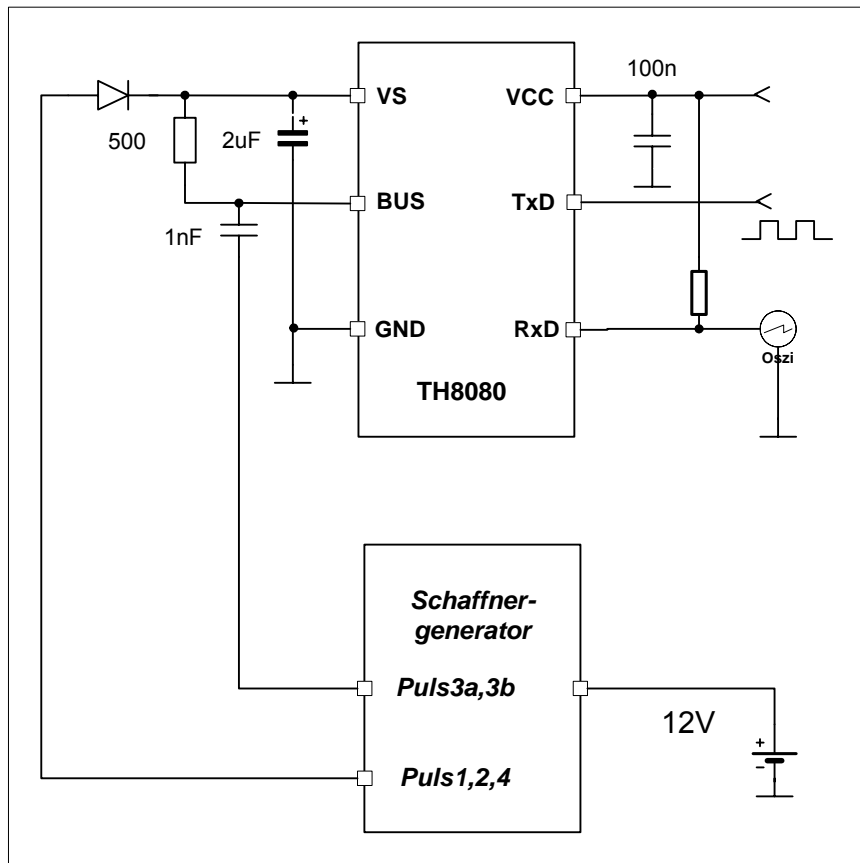 100n
VS
VCC
500
2uF
+
BUS
TxD
1nF
GND
RxD
Oszi
TH8080
Schaffner-
generator
Puls3a,3b
12V
+
−
Puls1,2,4